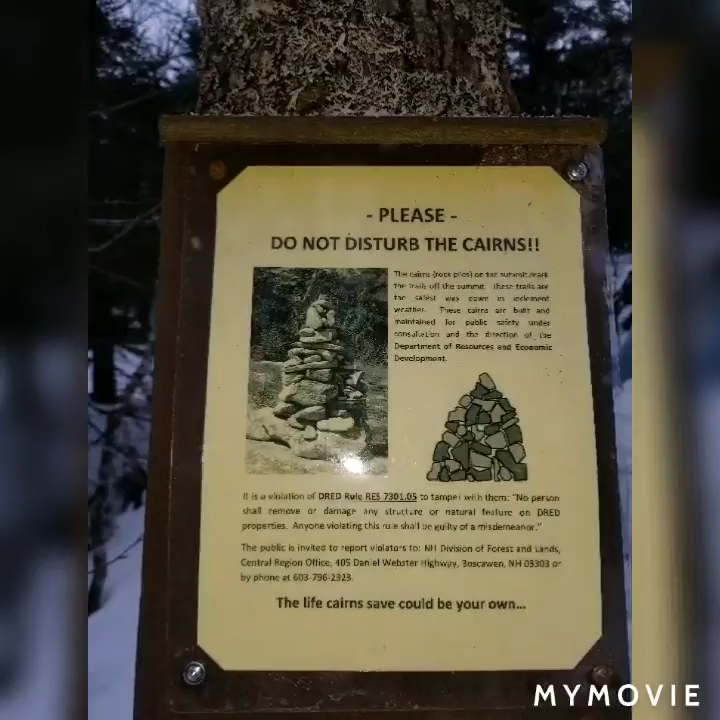 - PLEASE -
DO NOT DISTURB THE CAIRNS!!
The cairns (rock piles) on the summit mark
the trails off the summit. These trails are
the safest way down in inclement
weather. These cairns are built and
maintained for public safety under
consultation and the direction of the
Department of Resources and Economic
Development.
It is a violation of DRED Rule RES 7301.05 to tamper with them: "No person
shall remove or damage any structure or natural feature on DRED
properties. Anyone violating this rule shall be guilty of a misdemeanor."
The public is invited to report violators to: NH Division of Forest and Lands,
Central Region Office, 405 Daniel Webster Highway, Boscawen, NH 03303 or
by phone at 603-796-2323.
The life cairns save could be your own...
MYMOVIE